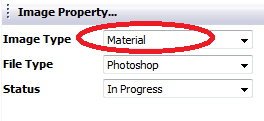 Image Property...
Image Type Material
File Type Photoshop
Status In Progress